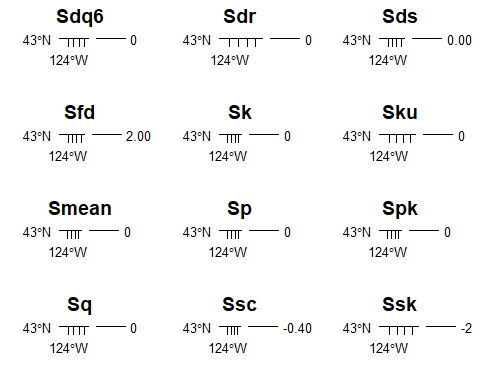 Sdq6 Sdr Sds
43°N 0 43°N 0 43°N 0.00
124°W 124°W 124°W
Sfd Sk Sku
43°N 2.00 43°N 0 43°N 0
124°W 124°W 124°W
Smean Sp Spk
43°N 0 43°N 0 43°N 0
124°W 124°W 124°W
Sq Ssc Ssk
43°N 0 43°N -0.40 43°N -2
124°W 124°W 124°W